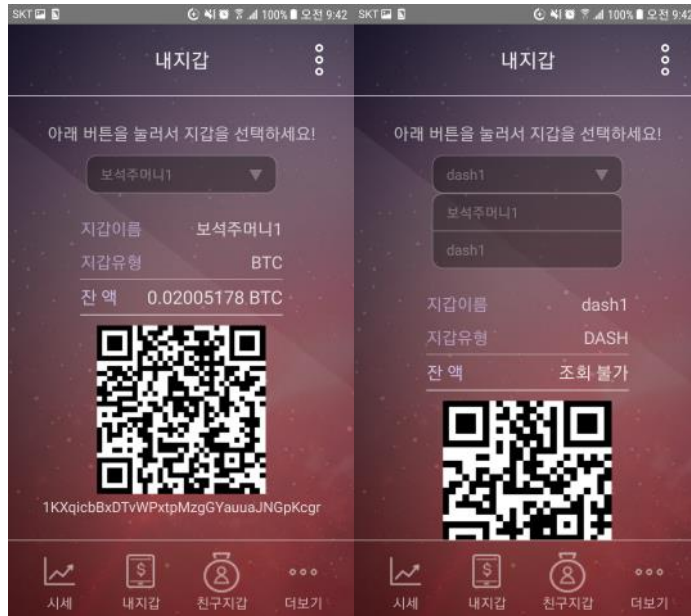 SKT 100% 오전 9:42
내지갑
아래 버튼을 눌러서 지갑을 선택하세요!
보석주머니1
지갑이름 보석주머니1
지갑유형 BTC
잔 액 0.02005178 BTC
1KXqicbBxDTvWPxtpMzgGYauuaJNGpKcgr
시세 내지갑 친구지갑 더보기
SKT 100% 오전 9:42
내지갑
아래 버튼을 눌러서 지갑을 선택하세요!
dash1
보석주머니1
dash1
지갑이름 dash1
지갑유형 DASH
잔 액 조회 불가
시세 내지갑 친구지갑 더보기